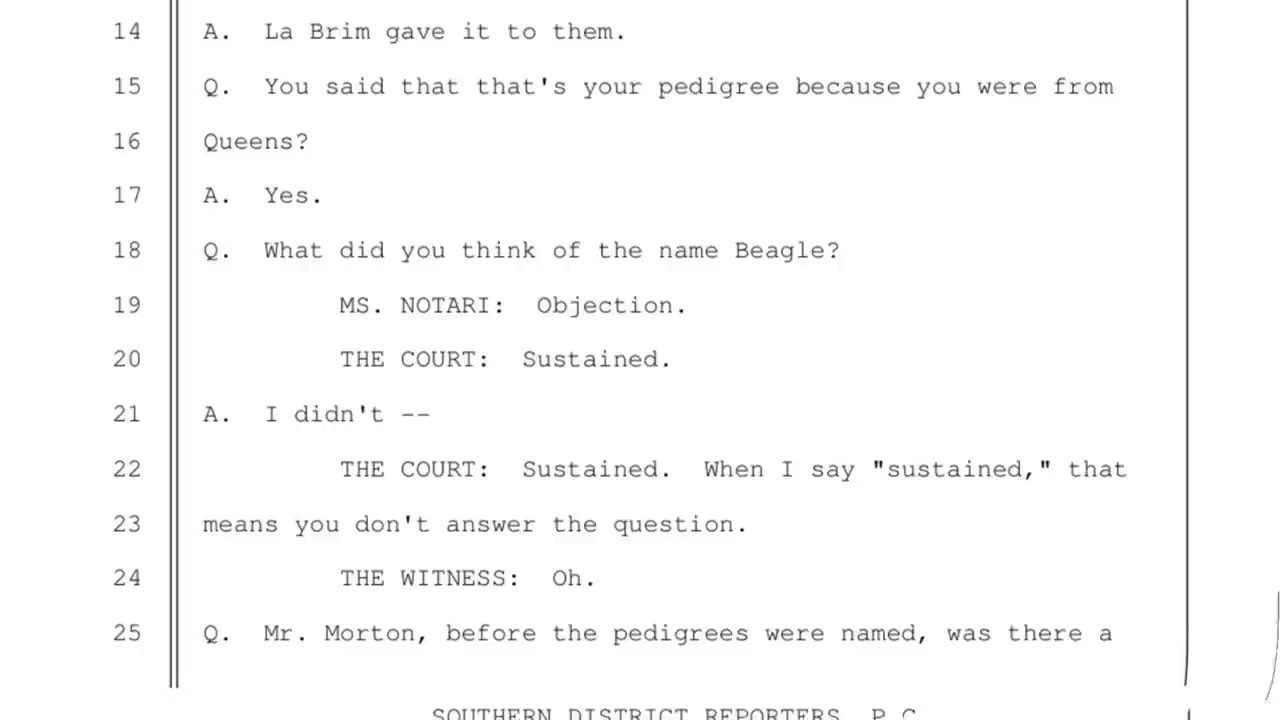 14 A. La Brim gave it to them.
15 Q. You said that that's your pedigree because you were from
16 Queens?
17 A. Yes.
18 Q. What did you think of the name Beagle?
19 MS. NOTARI: Objection.
20 THE COURT: Sustained.
21 A. I didn't --
22 THE COURT: Sustained. When I say "sustained," that
23 means you don't answer the question.
24 THE WITNESS: Oh.
25 Q. Mr. Morton, before the pedigrees were named, was there a
SOUTHERN DISTRICT REPORTERS, P.C.